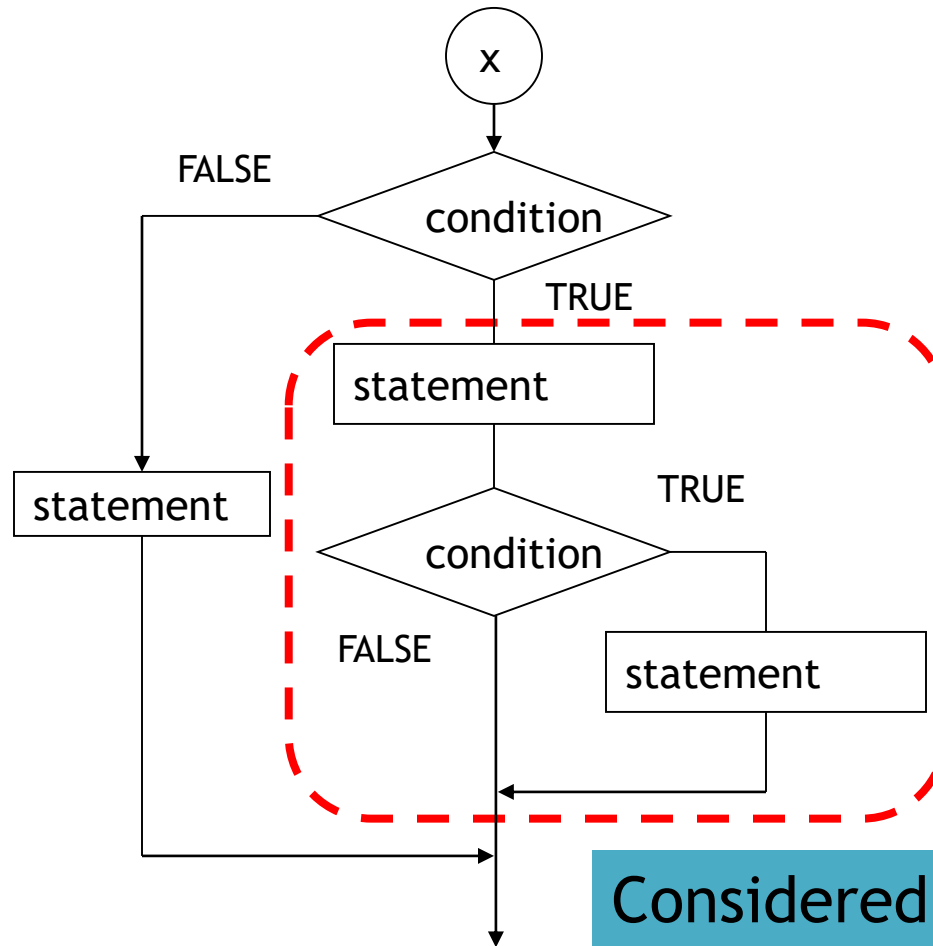 x
FALSE
condition
TRUE
statement
statement
TRUE
condition
FALSE
statement
Considered